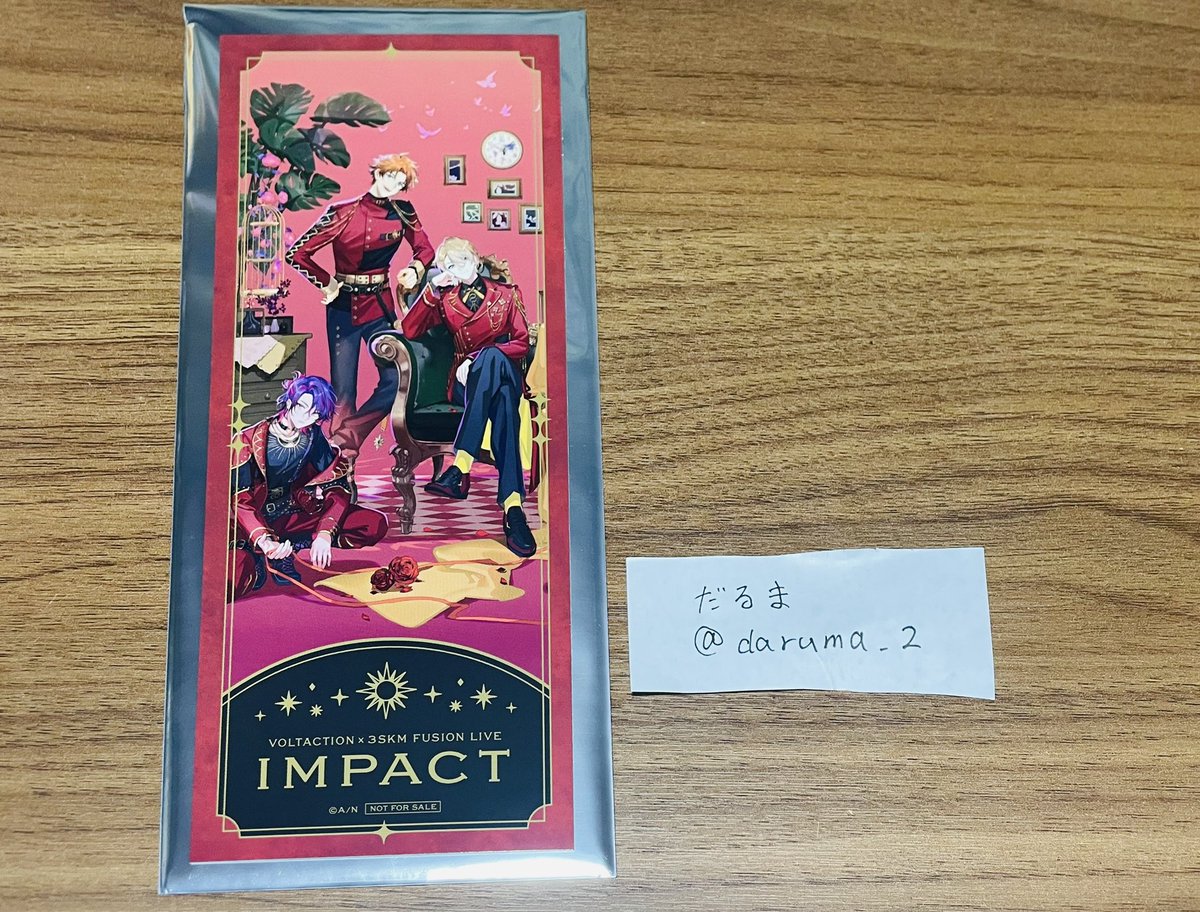 VOLTACTION × 3SKM FUSION LIVE
IMPACT
©A/N NOT FOR SALE
だるま
@daruma_2